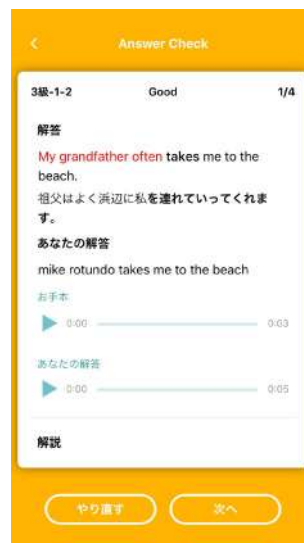 Answer Check
3級-1-2 Good 1/4
解答
My grandfather often takes me to the
beach.
祖父はよく浜辺に私を連れていってくれま
す。
あなたの解答
mike rotundo takes me to the beach
お手本
0:00 0:03
あなたの解答
0:00 0:05
解説
やり直す 次へ